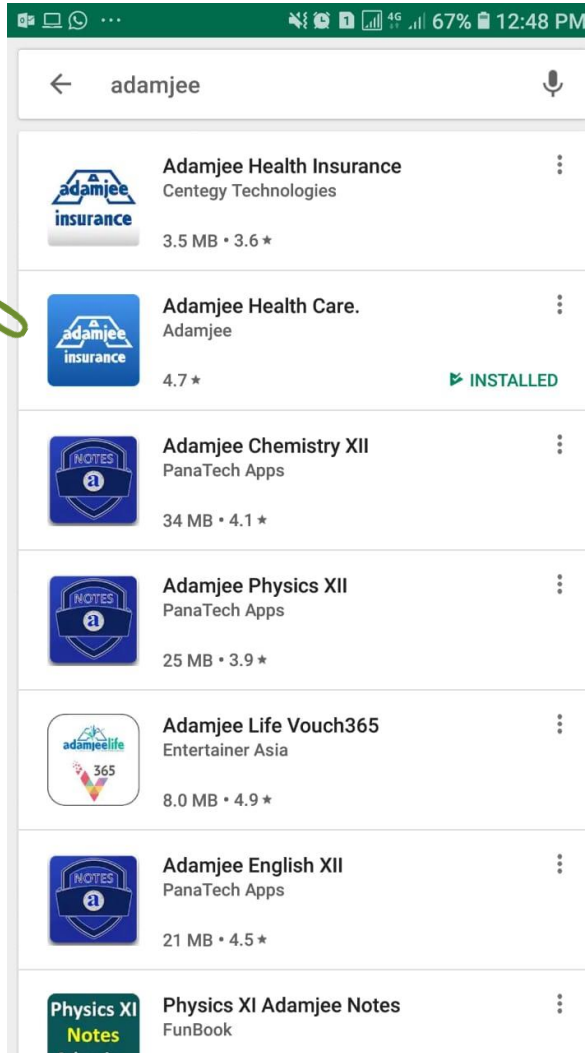 67% 12:48 PM
adamjee
adamjee
insurance
Adamjee Health Insurance
Centegy Technologies
3.5 MB • 3.6 ★
adamjee
insurance
Adamjee Health Care.
Adamjee
4.7 ★
INSTALLED
NOTES
a
Adamjee Chemistry XII
PanaTech Apps
34 MB • 4.1 ★
NOTES
a
Adamjee Physics XII
PanaTech Apps
25 MB • 3.9 ★
adamjeelife
365
Adamjee Life Vouch365
Entertainer Asia
8.0 MB • 4.9 ★
NOTES
a
Adamjee English XII
PanaTech Apps
21 MB • 4.5 ★
Physics XI
Notes
Physics XI Adamjee Notes
FunBook